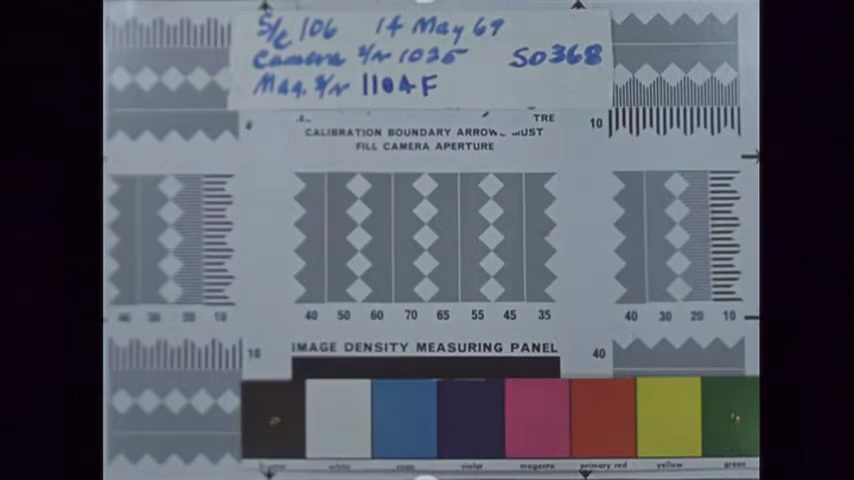 S/C 106 14 May 69
Camera S/N 1035 SO368
Mag. S/N 1104F
TRE
CALIBRATION BOUNDARY ARROWS MUST
FILL CAMERA APERTURE
10
40 30 20 10
40 50 60 70 65 55 45 35
40 30 20 10
IMAGE DENSITY MEASURING PANEL
10
40
white cyan violet magenta primary red yellow green